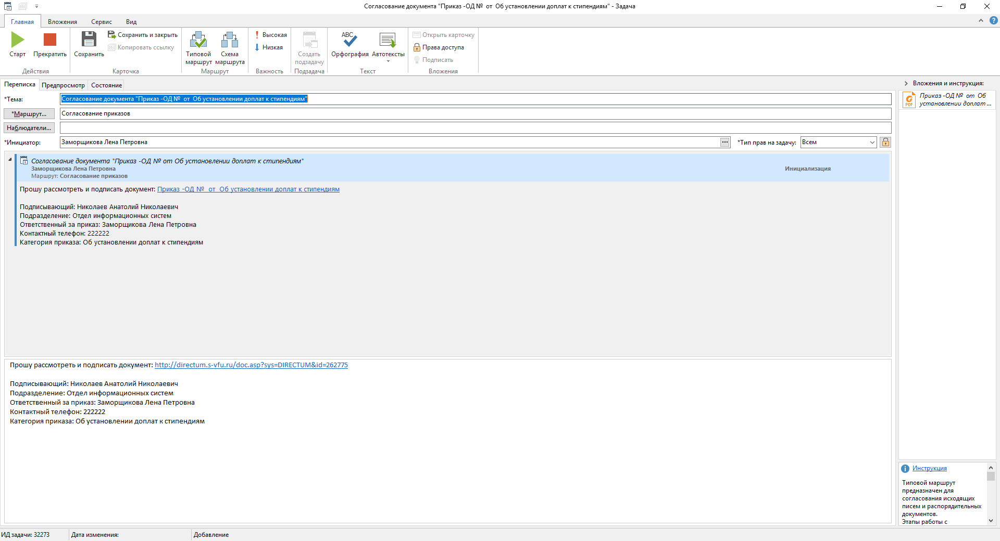 Согласование документа "Приказ -ОД № от Об установлении доплат к стипендиям" - Задача
Главная Вложения Сервис Вид
Старт
Прекратить
Действия
Сохранить
Сохранить и закрыть
Копировать ссылку
Карточка
Типовой маршрут
Схема маршрута
Маршрут
Высокая
Низкая
Важность
Создать подзадачу
Подзадача
ABC
Орфография
Автотексты
Текст
Открыть карточку
Права доступа
Подписать
Вложения
Переписка Предпросмотр Состояние
*Тема: Согласование документа "Приказ -ОД № от Об установлении доплат к стипендиям"
*Маршрут... Согласование приказов
Наблюдатели...
*Инициатор: Заморщикова Лена Петровна ... *Тип прав на задачу: Всем
Согласование документа "Приказ -ОД № от Об установлении доплат к стипендиям"
Заморщикова Лена Петровна Инициализация
Маршрут: Согласование приказов
Прошу рассмотреть и подписать документ: Приказ -ОД № от Об установлении доплат к стипендиям
Подписывающий: Николаев Анатолий Николаевич
Подразделение: Отдел информационных систем
Ответственный за приказ: Заморщикова Лена Петровна
Контактный телефон: 222222
Категория приказа: Об установлении доплат к стипендиям
Прошу рассмотреть и подписать документ: http://directum.s-vfu.ru/doc.asp?sys=DIRECTUM&id=262775
Подписывающий: Николаев Анатолий Николаевич
Подразделение: Отдел информационных систем
Ответственный за приказ: Заморщикова Лена Петровна
Контактный телефон: 222222
Категория приказа: Об установлении доплат к стипендиям
Вложения и инструкция:
PDF
Приказ -ОД № от Об
установлении доплат ...
Инструкция
Типовой маршрут
предназначен для
согласования исходящих
писем и распорядительных
документов.
Этапы работы с
ИД задачи: 32273 Дата изменения: Добавление